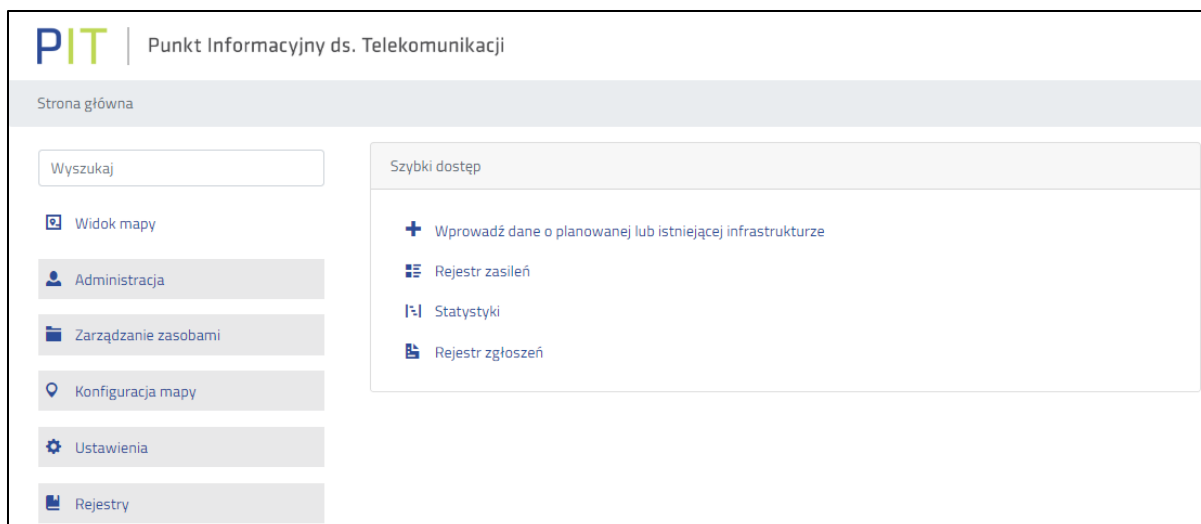 PIT | Punkt Informacyjny ds. Telekomunikacji
Strona główna
Wyszukaj
Widok mapy
Administracja
Zarządzanie zasobami
Konfiguracja mapy
Ustawienia
Rejestry
Szybki dostęp
Wprowadź dane o planowanej lub istniejącej infrastrukturze
Rejestr zasileń
Statystyki
Rejestr zgłoszeń